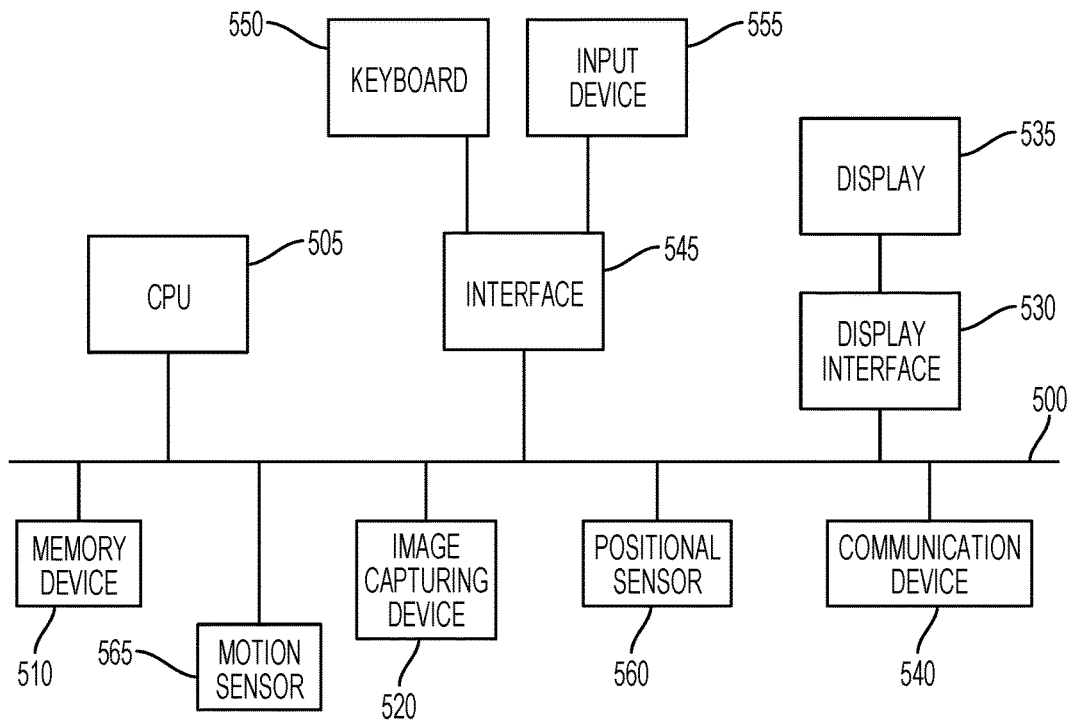 550
KEYBOARD
555
INPUT
DEVICE
535
DISPLAY
505
CPU
545
INTERFACE
530
DISPLAY
INTERFACE
500
MEMORY
DEVICE
510
565
MOTION
SENSOR
IMAGE
CAPTURING
DEVICE
520
POSITIONAL
SENSOR
560
COMMUNICATION
DEVICE
540